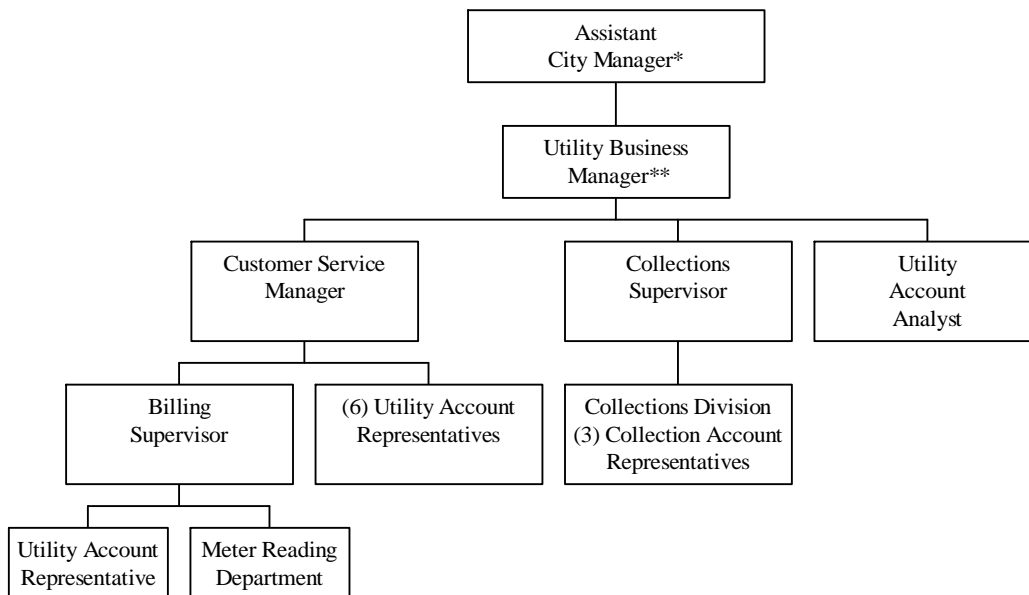 Assistant
City Manager*
Utility Business
Manager**
Customer Service
Manager
Collections
Supervisor
Utility
Account
Analyst
Billing
Supervisor
(6) Utility Account
Representatives
Collections Division
(3) Collection Account
Representatives
Utility Account
Representative
Meter Reading
Department